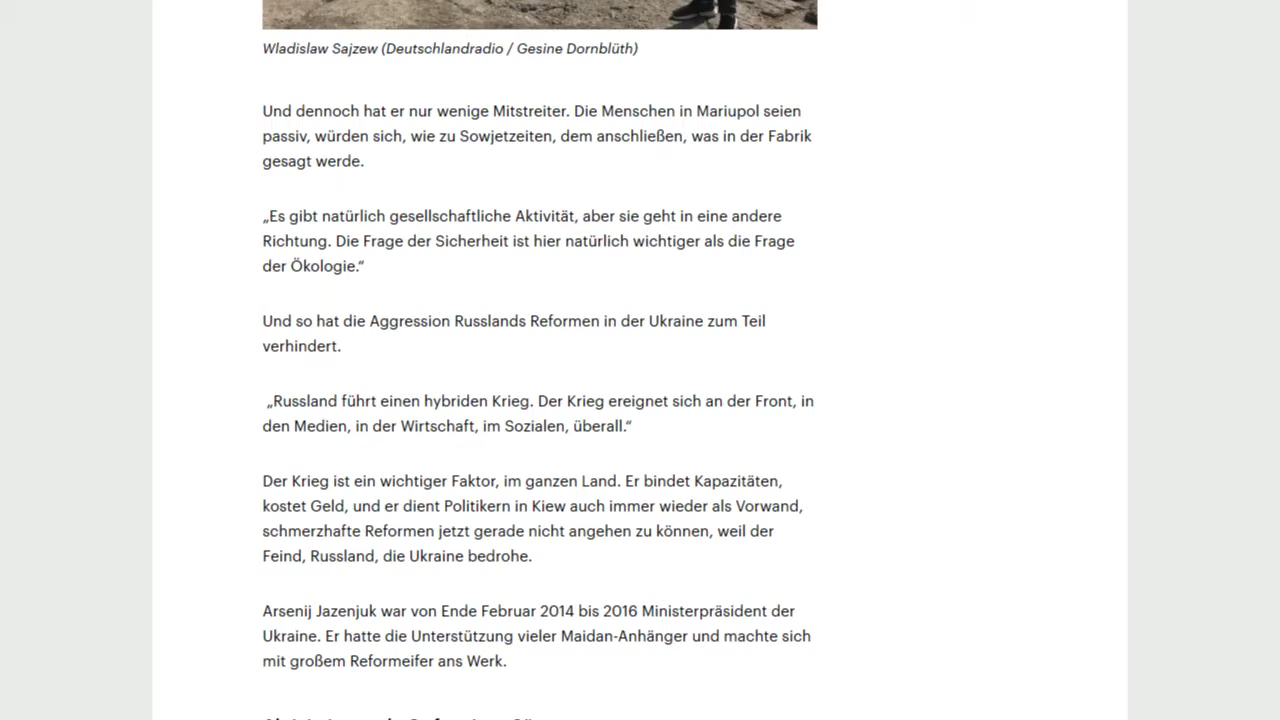 Wladislaw Sajzew (Deutschlandradio / Gesine Dornblüth)
Und dennoch hat er nur wenige Mitstreiter. Die Menschen in Mariupol seien
passiv, würden sich, wie zu Sowjetzeiten, dem anschließen, was in der Fabrik
gesagt werde.
„Es gibt natürlich gesellschaftliche Aktivität, aber sie geht in eine andere
Richtung. Die Frage der Sicherheit ist hier natürlich wichtiger als die Frage
der Ökologie.“
Und so hat die Aggression Russlands Reformen in der Ukraine zum Teil
verhindert.
„Russland führt einen hybriden Krieg. Der Krieg ereignet sich an der Front, in
den Medien, in der Wirtschaft, im Sozialen, überall.“
Der Krieg ist ein wichtiger Faktor, im ganzen Land. Er bindet Kapazitäten,
kostet Geld, und er dient Politikern in Kiew auch immer wieder als Vorwand,
schmerzhafte Reformen jetzt gerade nicht angehen zu können, weil der
Feind, Russland, die Ukraine bedrohe.
Arsenij Jazenjuk war von Ende Februar 2014 bis 2016 Ministerpräsident der
Ukraine. Er hatte die Unterstützung vieler Maidan-Anhänger und machte sich
mit großem Reformeifer ans Werk.